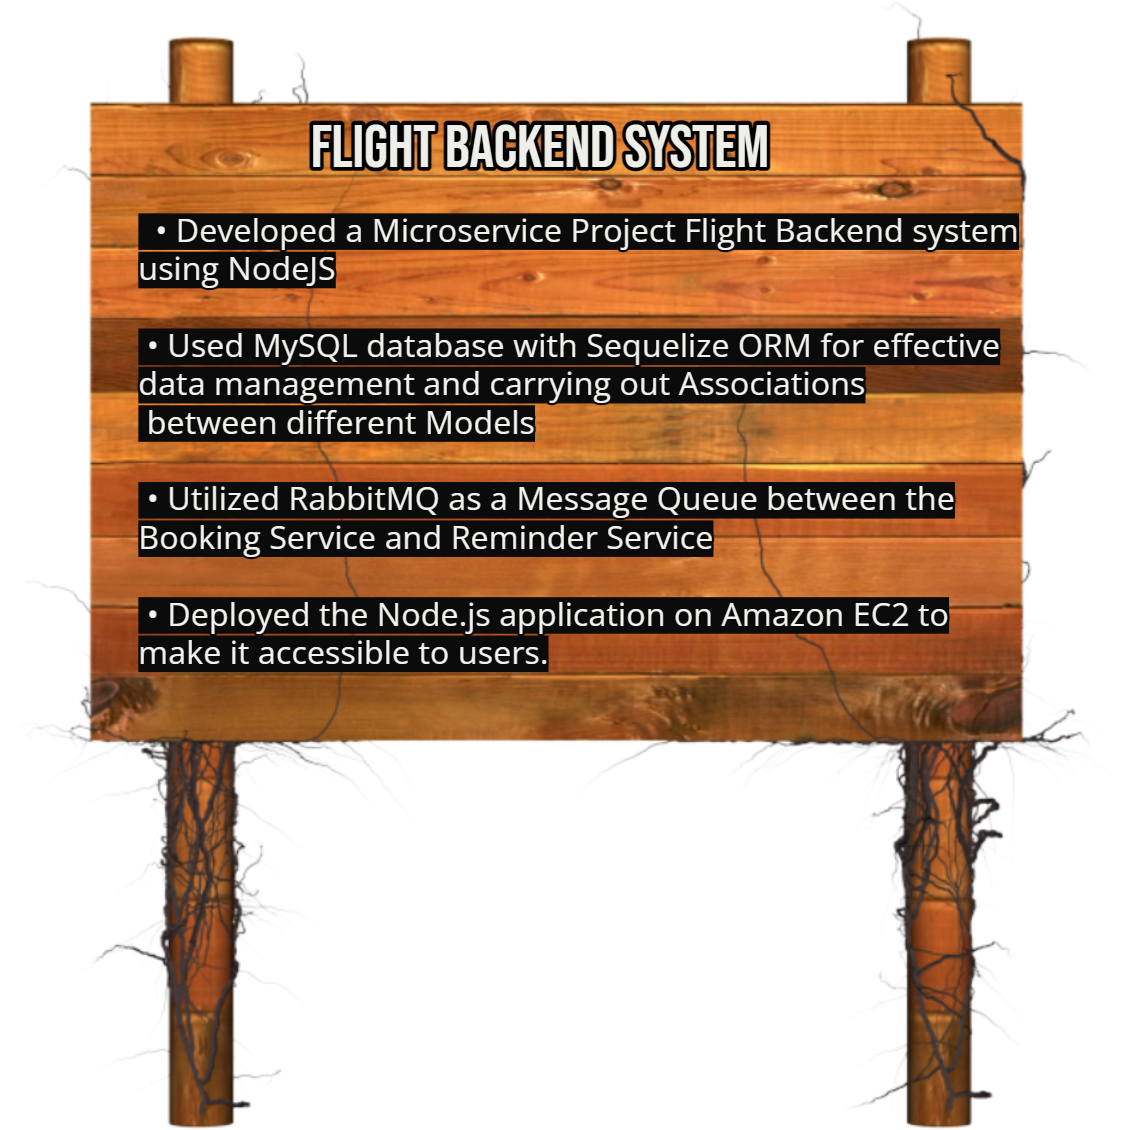 FLIGHT BACKEND SYSTEM
• Developed a Microservice Project Flight Backend system
using NodeJS
• Used MySQL database with Sequelize ORM for effective
data management and carrying out Associations
between different Models
• Utilized RabbitMQ as a Message Queue between the
Booking Service and Reminder Service
• Deployed the Node.js application on Amazon EC2 to
make it accessible to users.